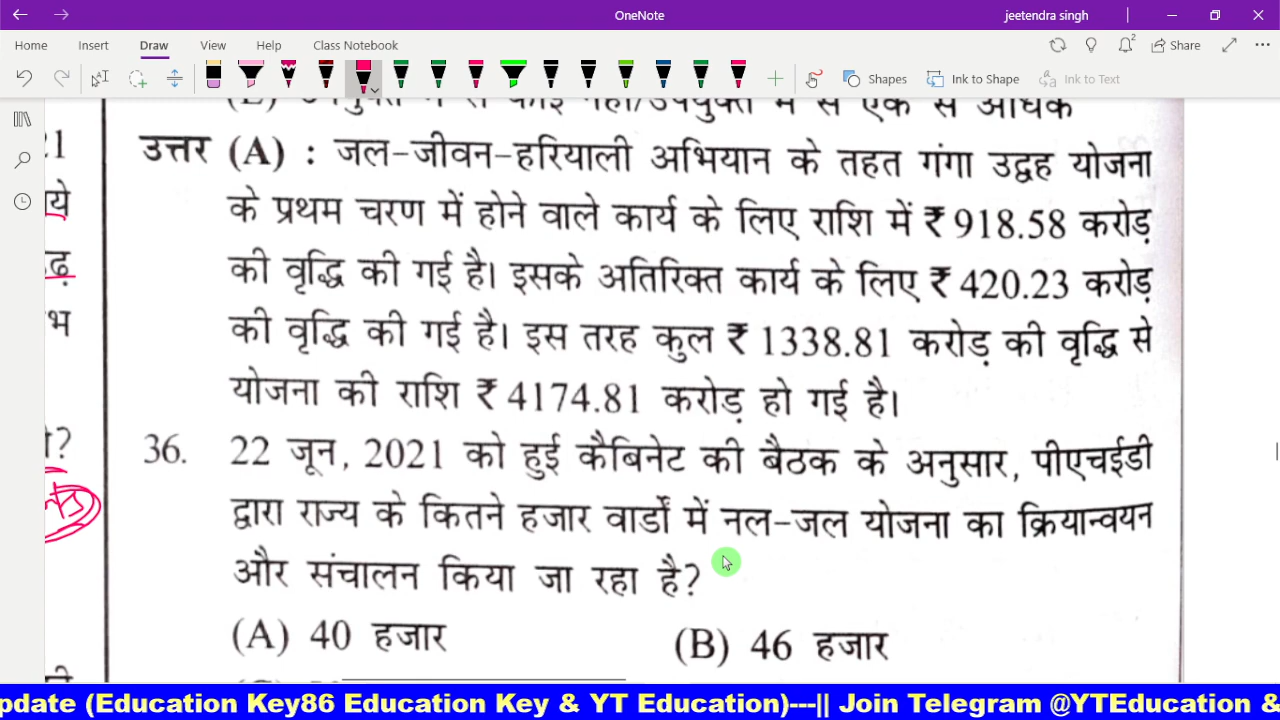 OneNote
jeetendra singh
Home Insert Draw View Help Class Notebook
Share
Shapes Ink to Shape Ink to Text
में से एक से अधिक
21
उत्तर (A) : जल-जीवन-हरियाली अभियान के तहत गंगा उद्वह योजना
ये
के प्रथम चरण में होने वाले कार्य के लिए राशि में ₹ 918.58 करोड़
ढ़
की वृद्धि की गई है। इसके अतिरिक्त कार्य के लिए ₹ 420.23 करोड़
भ
की वृद्धि की गई है। इस तरह कुल ₹ 1338.81 करोड़ की वृद्धि से
योजना की राशि ₹ 4174.81 करोड़ हो गई है।
36. 22 जून, 2021 को हुई कैबिनेट की बैठक के अनुसार, पीएचईडी
द्वारा राज्य के कितने हजार वार्डों में नल-जल योजना का क्रियान्वयन
और संचालन किया जा रहा है?
(A) 40 हजार (B) 46 हजार
pdate (Education Key86 Education Key & YT Education)---|| Join Telegram @YTEducation &